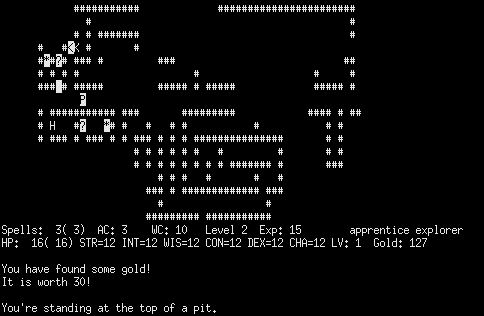 Spells:  3( 3)  AC: 3    WC: 10   Level 2  Exp: 15        apprentice explorer
HP:  16( 16) STR=12 INT=12 WIS=12 CON=12 DEX=12 CHA=12 LV: 1  Gold: 127
You have found some gold!
It is worth 30!
You're standing at the top of a pit.